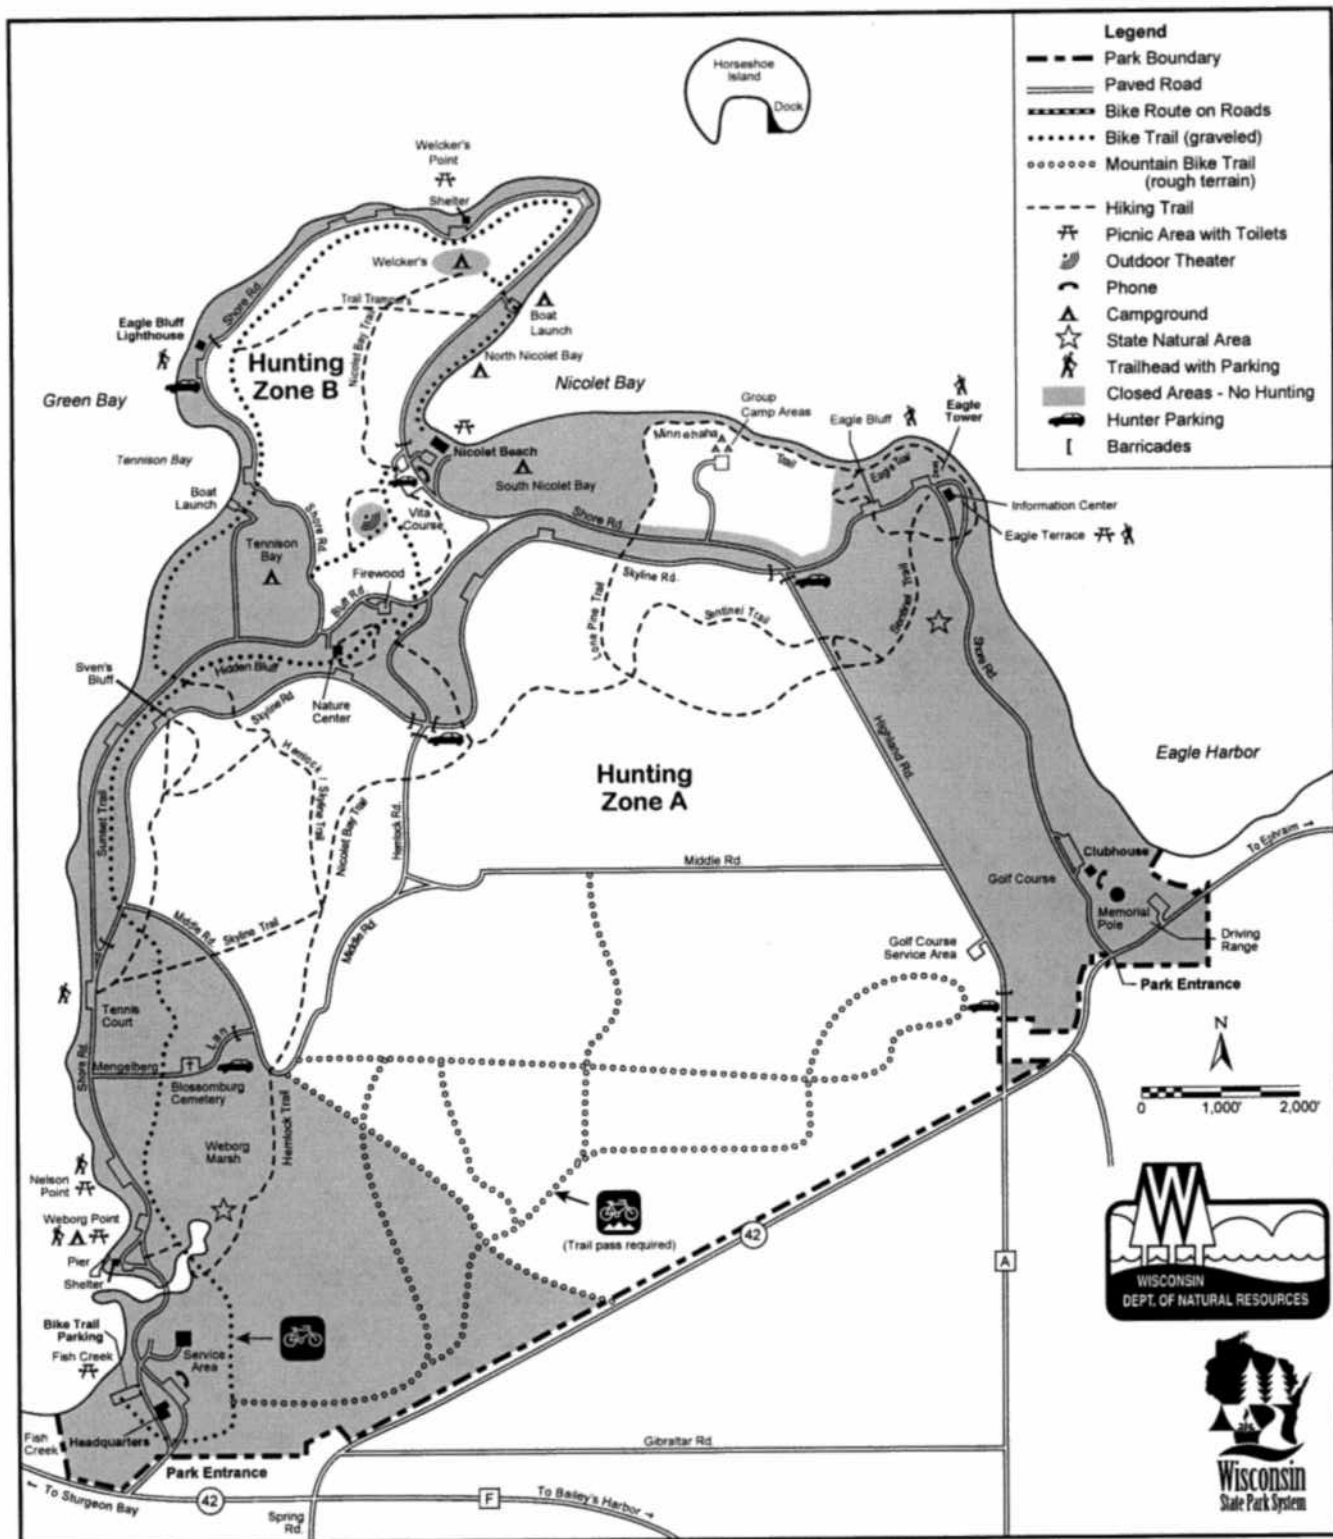 Legend
Park Boundary
Paved Road
Bike Route on Roads
Bike Trail (graveled)
Mountain Bike Trail
(rough terrain)
Hiking Trail
Picnic Area with Toilets
Outdoor Theater
Phone
Campground
State Natural Area
Trailhead with Parking
Closed Areas - No Hunting
Hunter Parking
Barricades
Horseshoe
Island
Dock
Welcker's
Point
Shelter
Welcker's
Trail Tramper's
Shore Rd.
Boat
Launch
Eagle Bluff
Lighthouse
Hunting
Zone B
Nicolet Bay Trail
North Nicolet Bay
Nicolet Bay
Green Bay
Group
Camp Areas
Eagle Bluff
Eagle
Tower
Minnehaha
Trail
Eagle Trail
Nicolet Beach
Tennison Bay
South Nicolet Bay
Boat
Launch
Shore Rd.
Vita
Course
Shore Rd.
Information Center
Eagle Terrace
Tennison
Bay
Firewood
Bluff Rd.
Skyline Rd.
Lone Pine Trail
Sentinel Trail
Sentinel Trail
Shore Rd.
Sven's
Bluff
Hidden Bluff
Nature
Center
Skyline Rd.
Hemlock / Skyline Trail
Hunting
Zone A
Highland Rd.
Eagle Harbor
Sunset Trail
Nicolet Bay Trail
Hemlock Rd.
Middle Rd.
Clubhouse
To Ephraim →
Golf Course
Memorial
Pole
Driving
Range
Middle Rd.
Skyline Trail
Middle Rd.
Golf Course
Service Area
Park Entrance
Tennis
Court
Shore Rd.
Mengelberg
Lan
Blossomburg
Cemetery
Hemlock Trail
N
0
1,000'
2,000'
Weborg
Marsh
Nelson
Point
Weborg Point
(Trail pass required)
42
A
Pier
Shelter
W
WISCONSIN
DEPT. OF NATURAL RESOURCES
Bike Trail
Parking
Fish Creek
Service
Area
Headquarters
Fish
Creek
Gibraltar Rd.
Park Entrance
← To Sturgeon Bay
42
F
To Bailey's Harbor →
Spring
Rd.
Wisconsin
State Park System